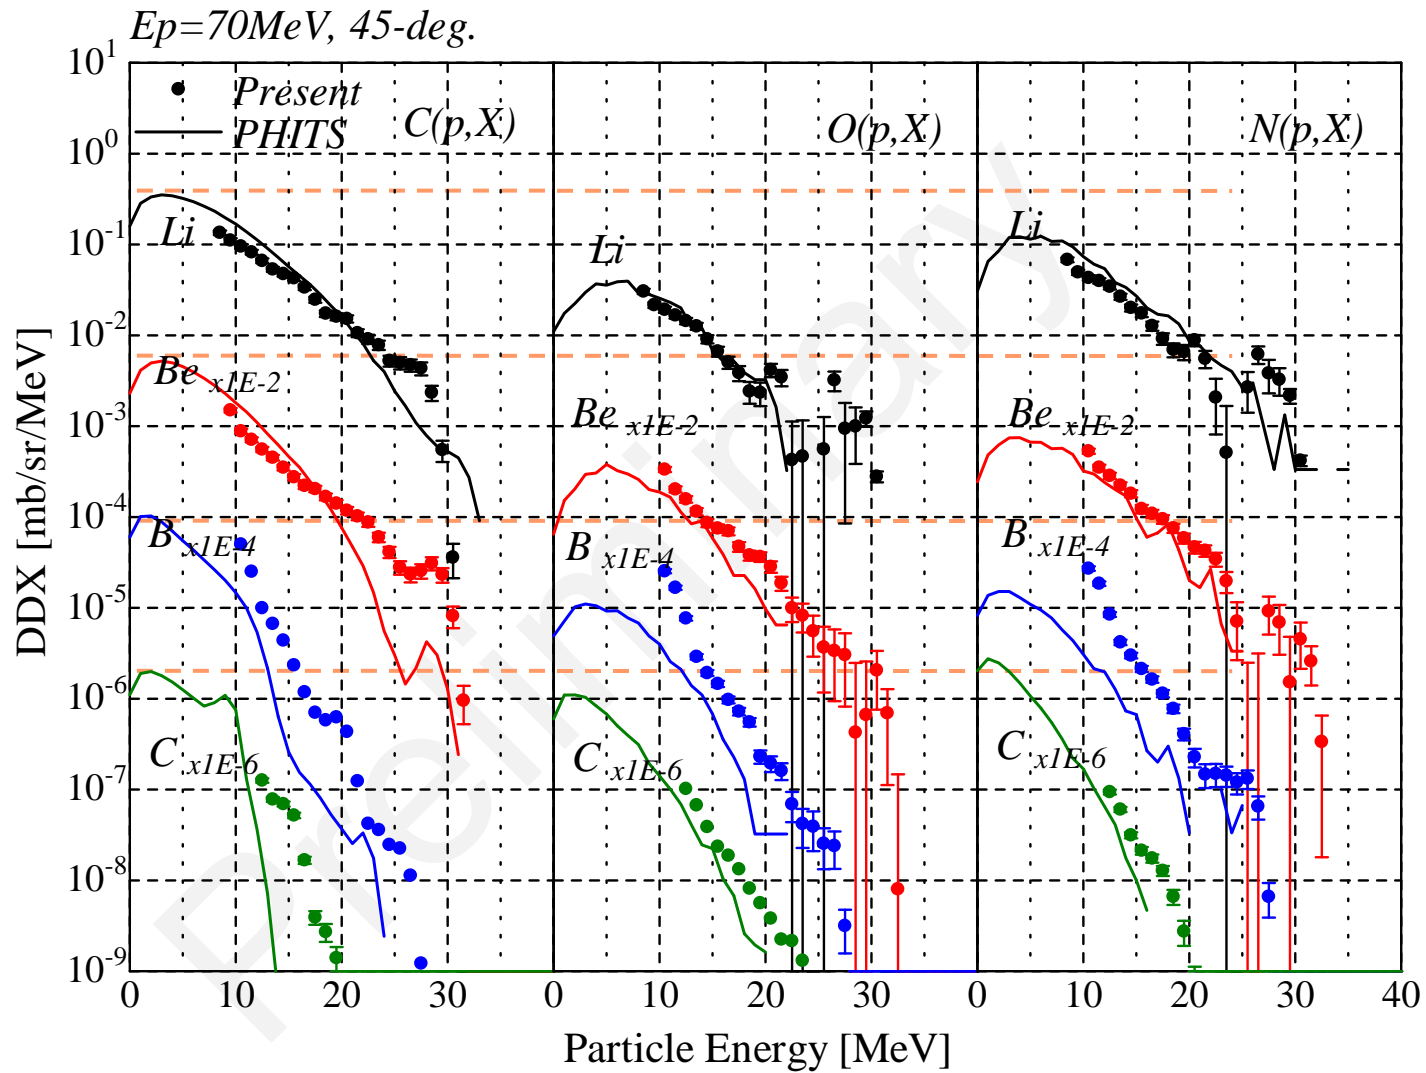 Ep=70MeV, 45-deg.
Present
PHITS
C(p,X)
O(p,X)
N(p,X)
10^1
10^0
10^-1
10^-2
10^-3
10^-4
10^-5
10^-6
10^-7
10^-8
10^-9
DDX [mb/sr/MeV]
Li
Be x1E-2
B x1E-4
C x1E-6
Li
Be x1E-2
B x1E-4
C x1E-6
Li
Be x1E-2
B x1E-4
C x1E-6
Preliminary
0 10 20 30 0 10 20 30 0 10 20 30 40
Particle Energy [MeV]